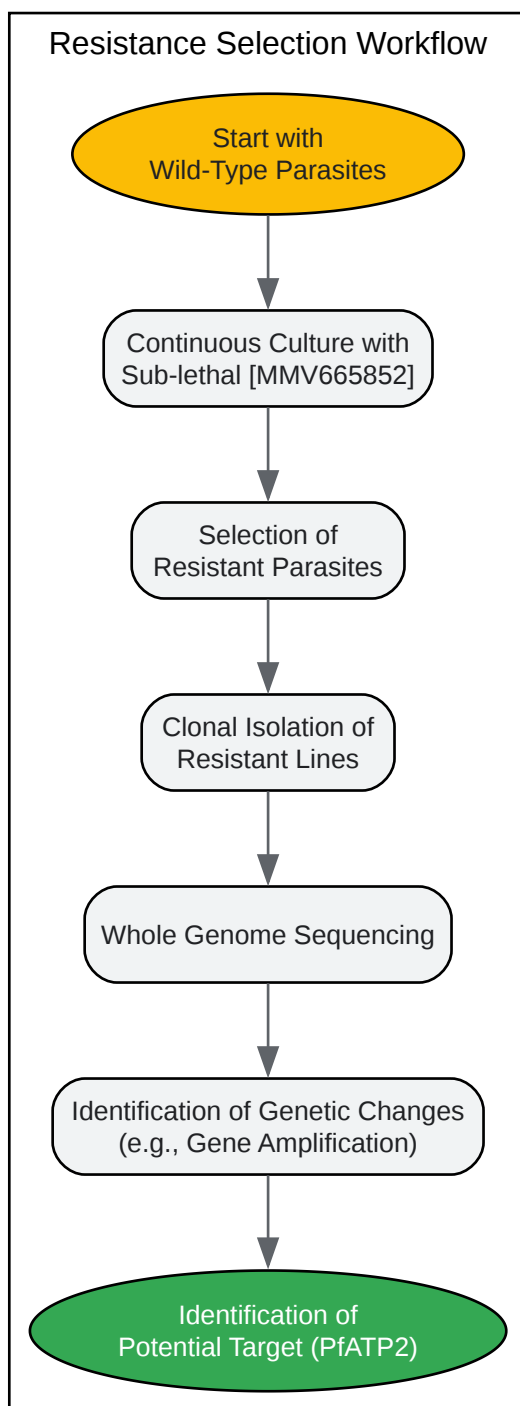 Resistance Selection Workflow
Start with
Wild-Type Parasites
Continuous Culture with
Sub-lethal [MMV665852]
Selection of
Resistant Parasites
Clonal Isolation of
Resistant Lines
Whole Genome Sequencing
Identification of Genetic Changes
(e.g., Gene Amplification)
Identification of
Potential Target (PfATP2)